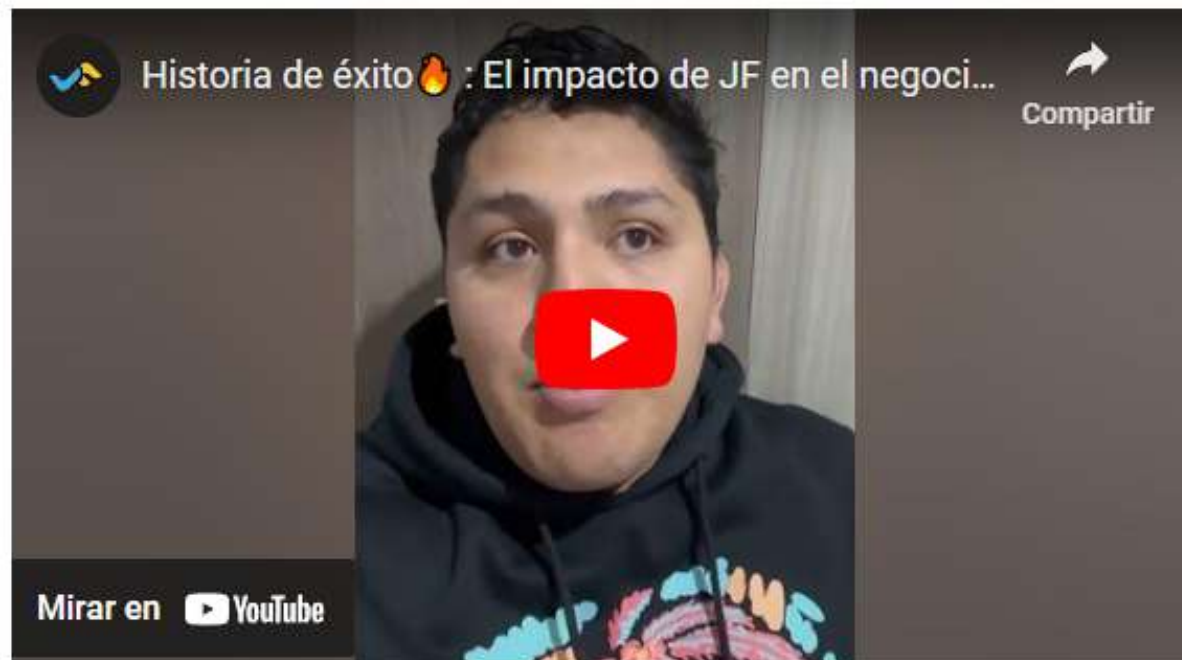 Historia de éxito🔥 : El impacto de JF en el negoci...
Compartir
Mirar en YouTube